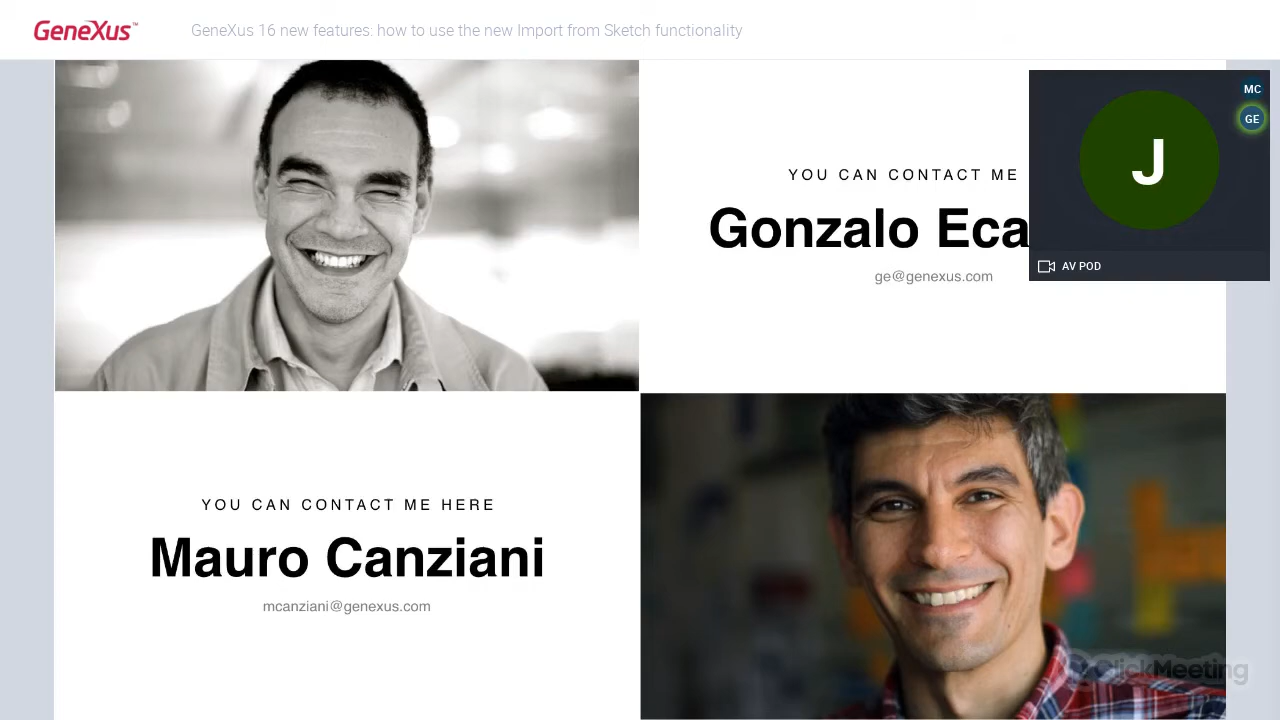 GeneXus™
GeneXus 16 new features: how to use the new Import from Sketch functionality
MC
GE
J
AV POD
YOU CAN CONTACT ME
Gonzalo Eca
ge@genexus.com
YOU CAN CONTACT ME HERE
Mauro Canziani
mcanziani@genexus.com
ClickMeeting